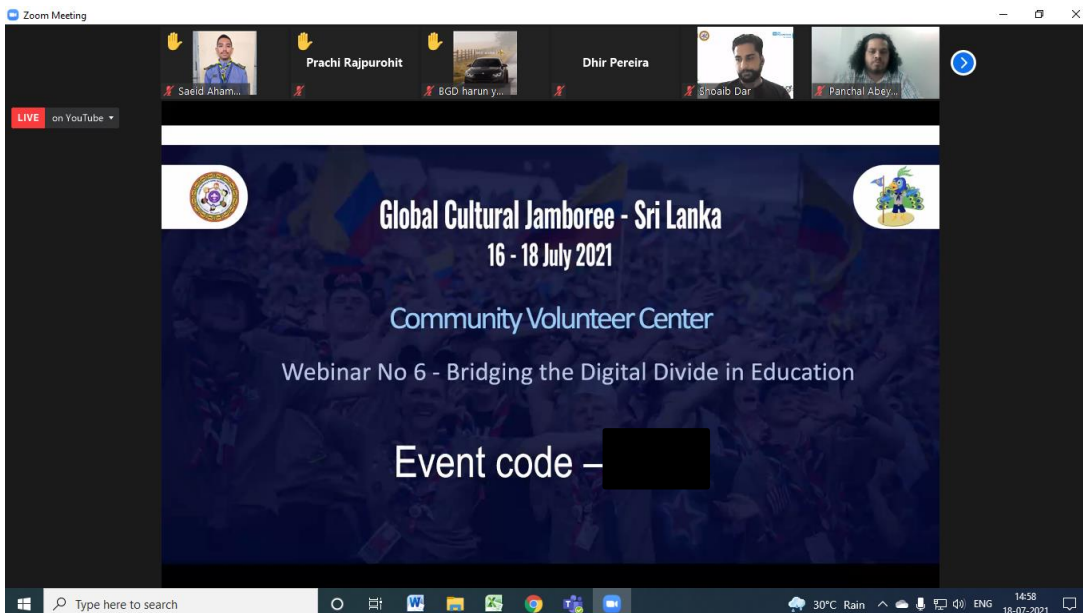 Zoom Meeting
Saeid Aham...
Prachi Rajpurohit
BGD harun y...
Dhir Pereira
Shoaib Dar
Panchal Abey...
LIVE on YouTube
Global Cultural Jamboree - Sri Lanka
16 - 18 July 2021
Community Volunteer Center
Webinar No 6 - Bridging the Digital Divide in Education
Event code –
Type here to search
30°C Rain
ENG
14:58
18-07-2021